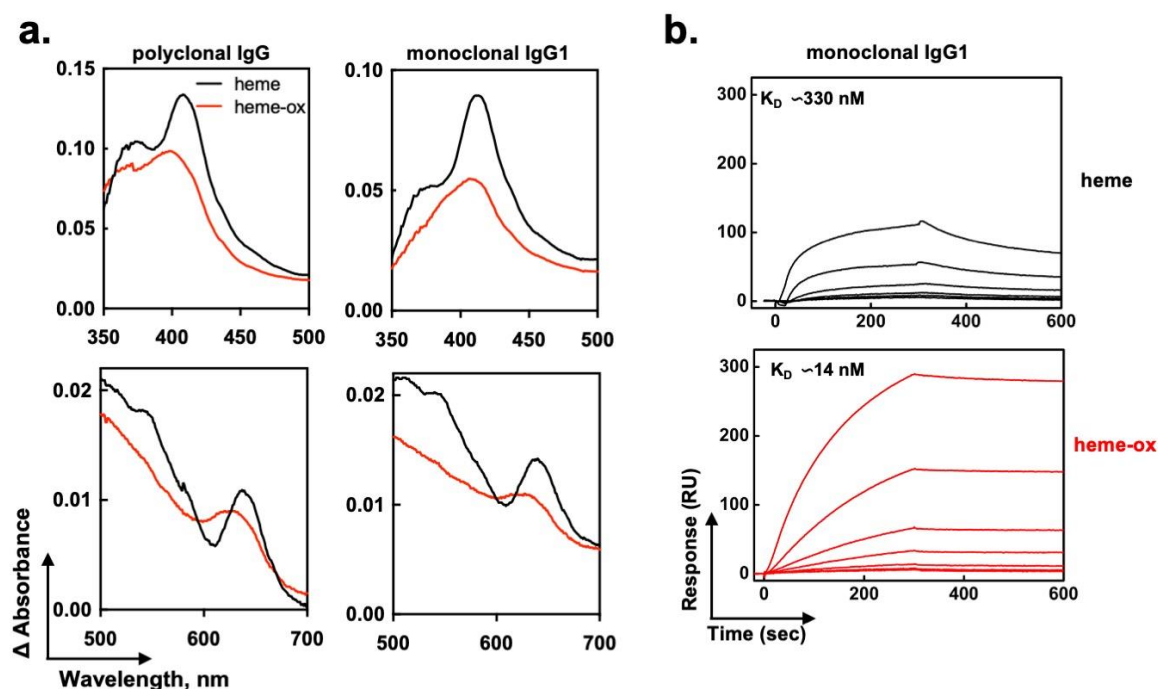 a.
polyclonal IgG
monoclonal IgG1
0.15
0.10
0.05
0.00
350
400
450
500
heme
heme-ox
0.10
0.05
0.00
350
400
450
500
0.02
0.01
0.00
500
600
700
0.02
0.01
0.00
500
600
700
Δ Absorbance
Wavelength, nm
b.
monoclonal IgG1
300
200
100
0
K_D ~330 nM
0
200
400
600
heme
300
200
100
0
K_D ~14 nM
0
200
400
600
heme-ox
Response (RU)
Time (sec)